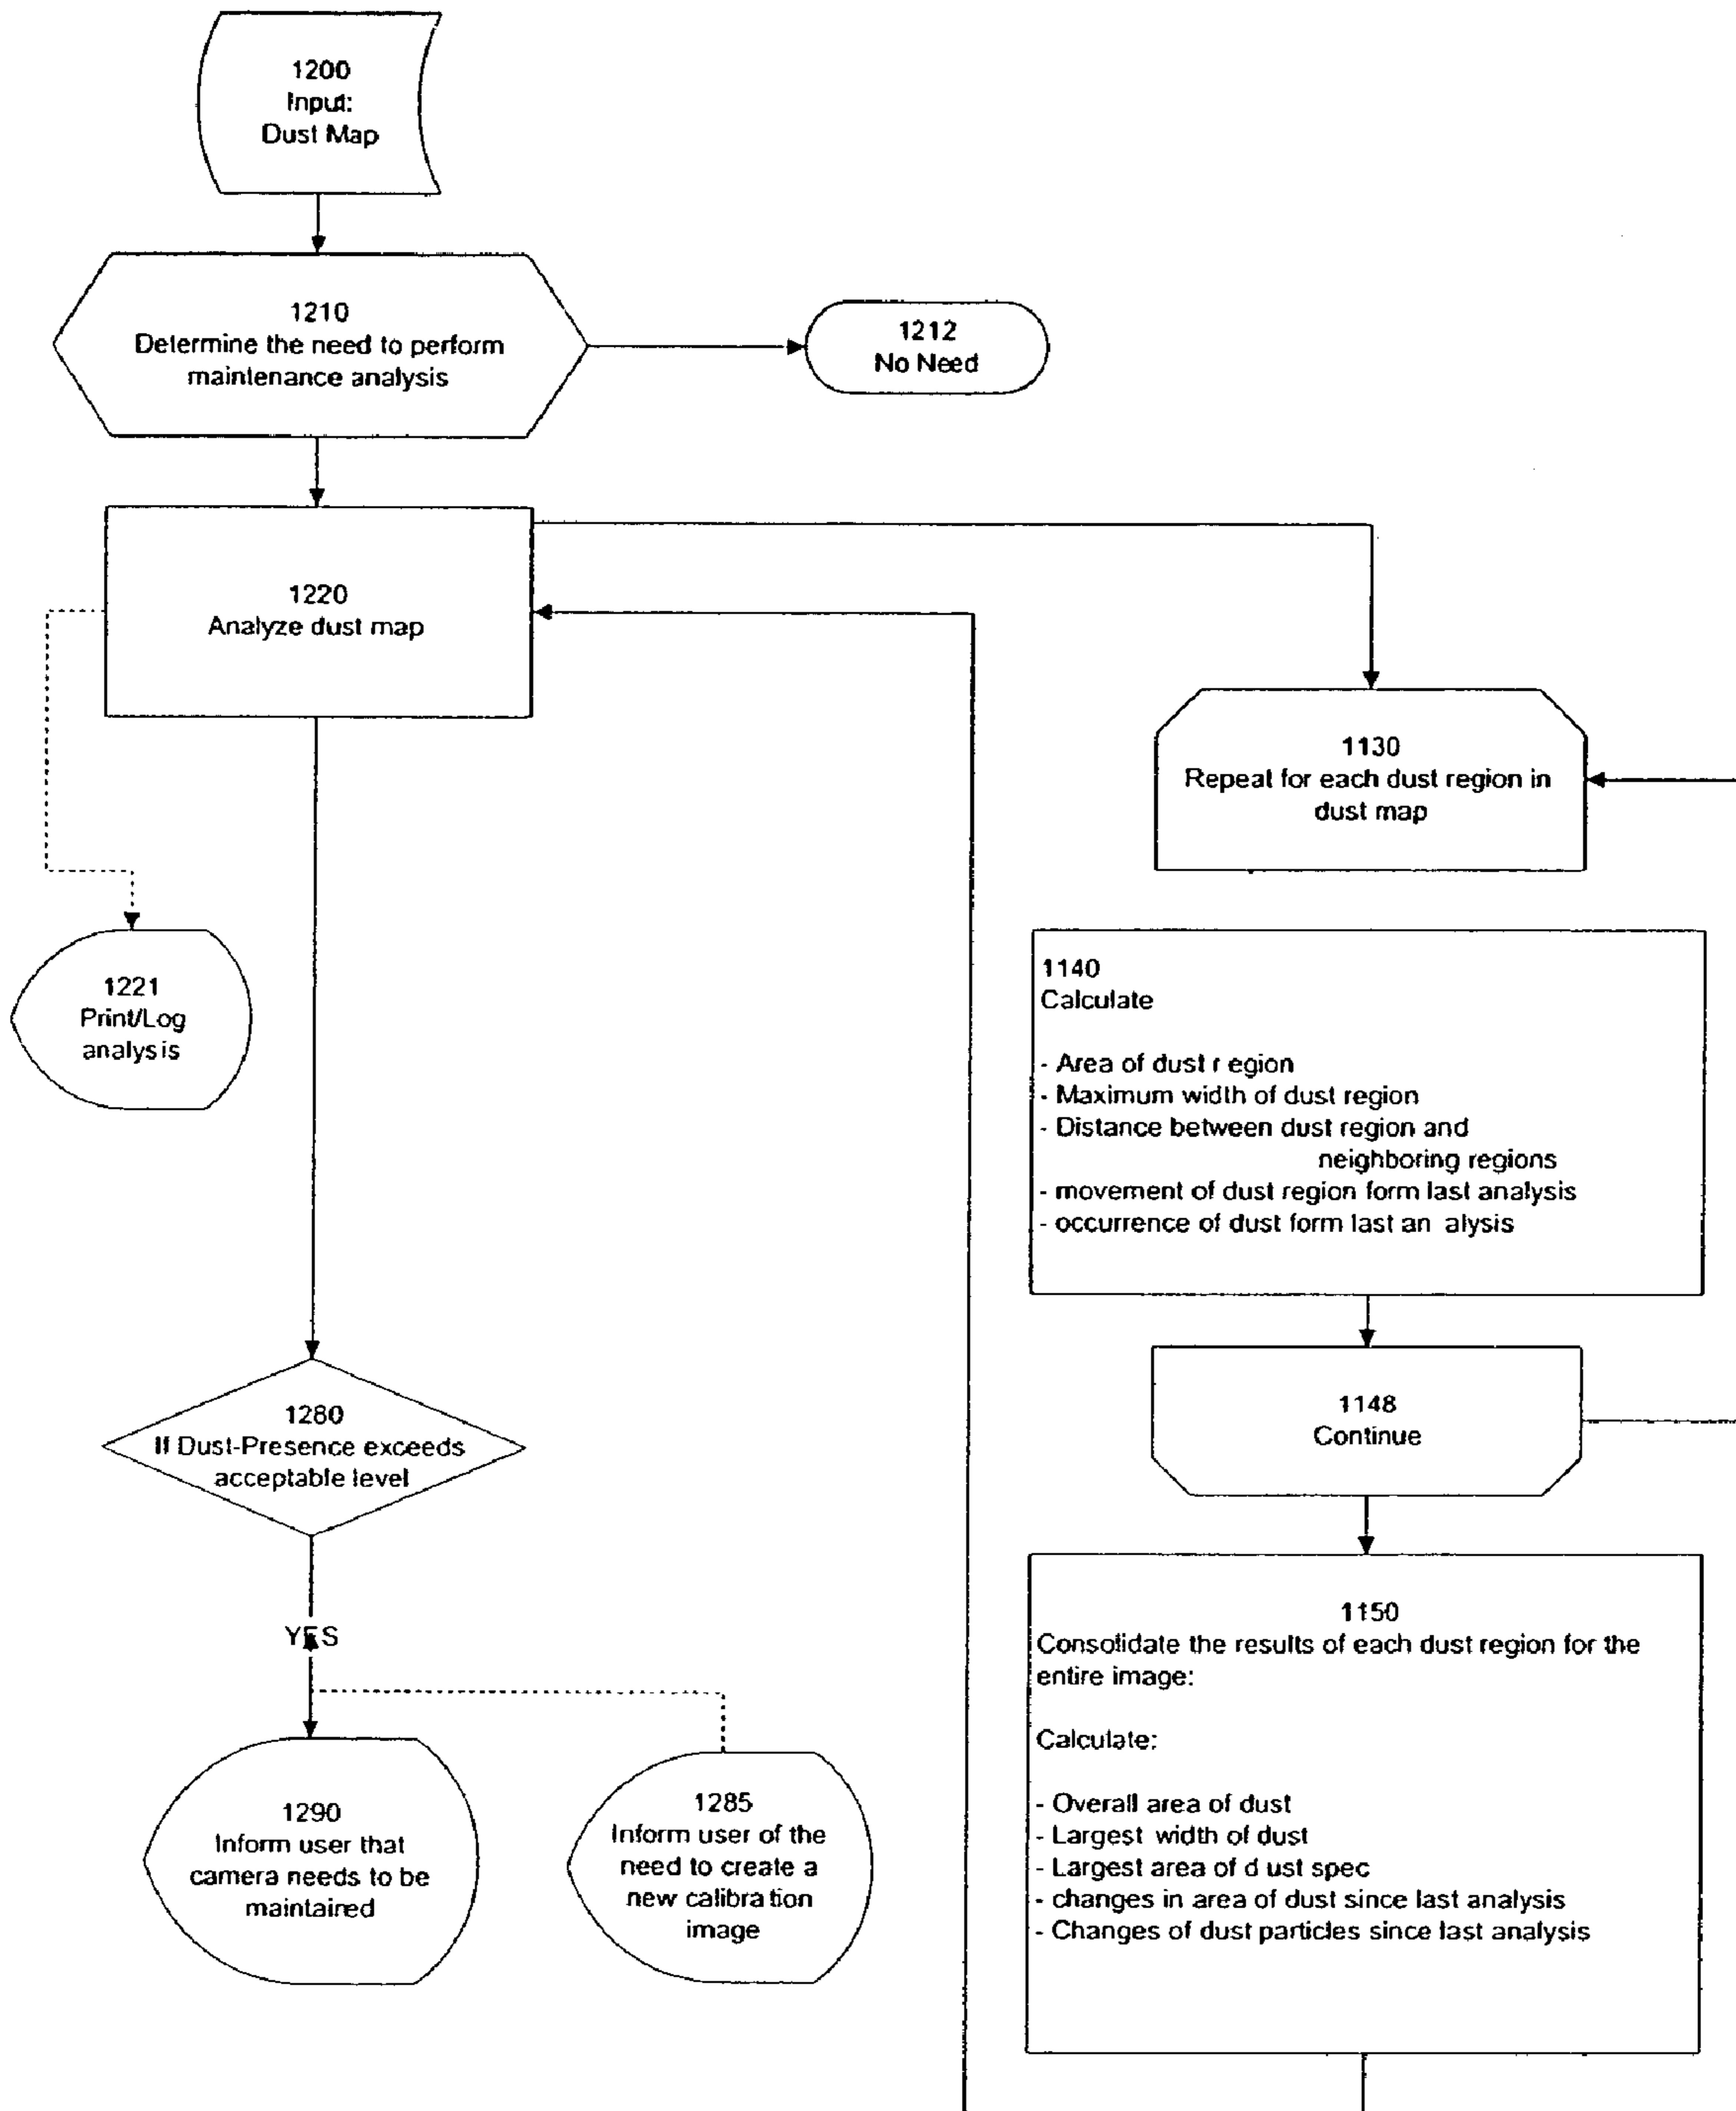 1200
Input:
Dust Map
1210
Determine the need to perform
maintenance analysis
1212
No Need
1220
Analyze dust map
1130
Repeat for each dust region in
dust map
1221
Print/Log
analysis
1140
Calculate
- Area of dust r egion
- Maximum width of dust region
- Distance between dust region and
neighboring regions
- movement of dust region form last analysis
- occurrence of dust form last an alysis
1280
If Dust-Presence exceeds
acceptable level
1148
Continue
YES
1150
Consolidate the results of each dust region for the
entire image:
Calculate:
- Overall area of dust
- Largest width of dust
- Largest area of d ust spec
- changes in area of dust since last analysis
- Changes of dust particles since last analysis
1290
Inform user that
camera needs to be
maintained
1285
Inform user of the
need to create a
new calibration
image